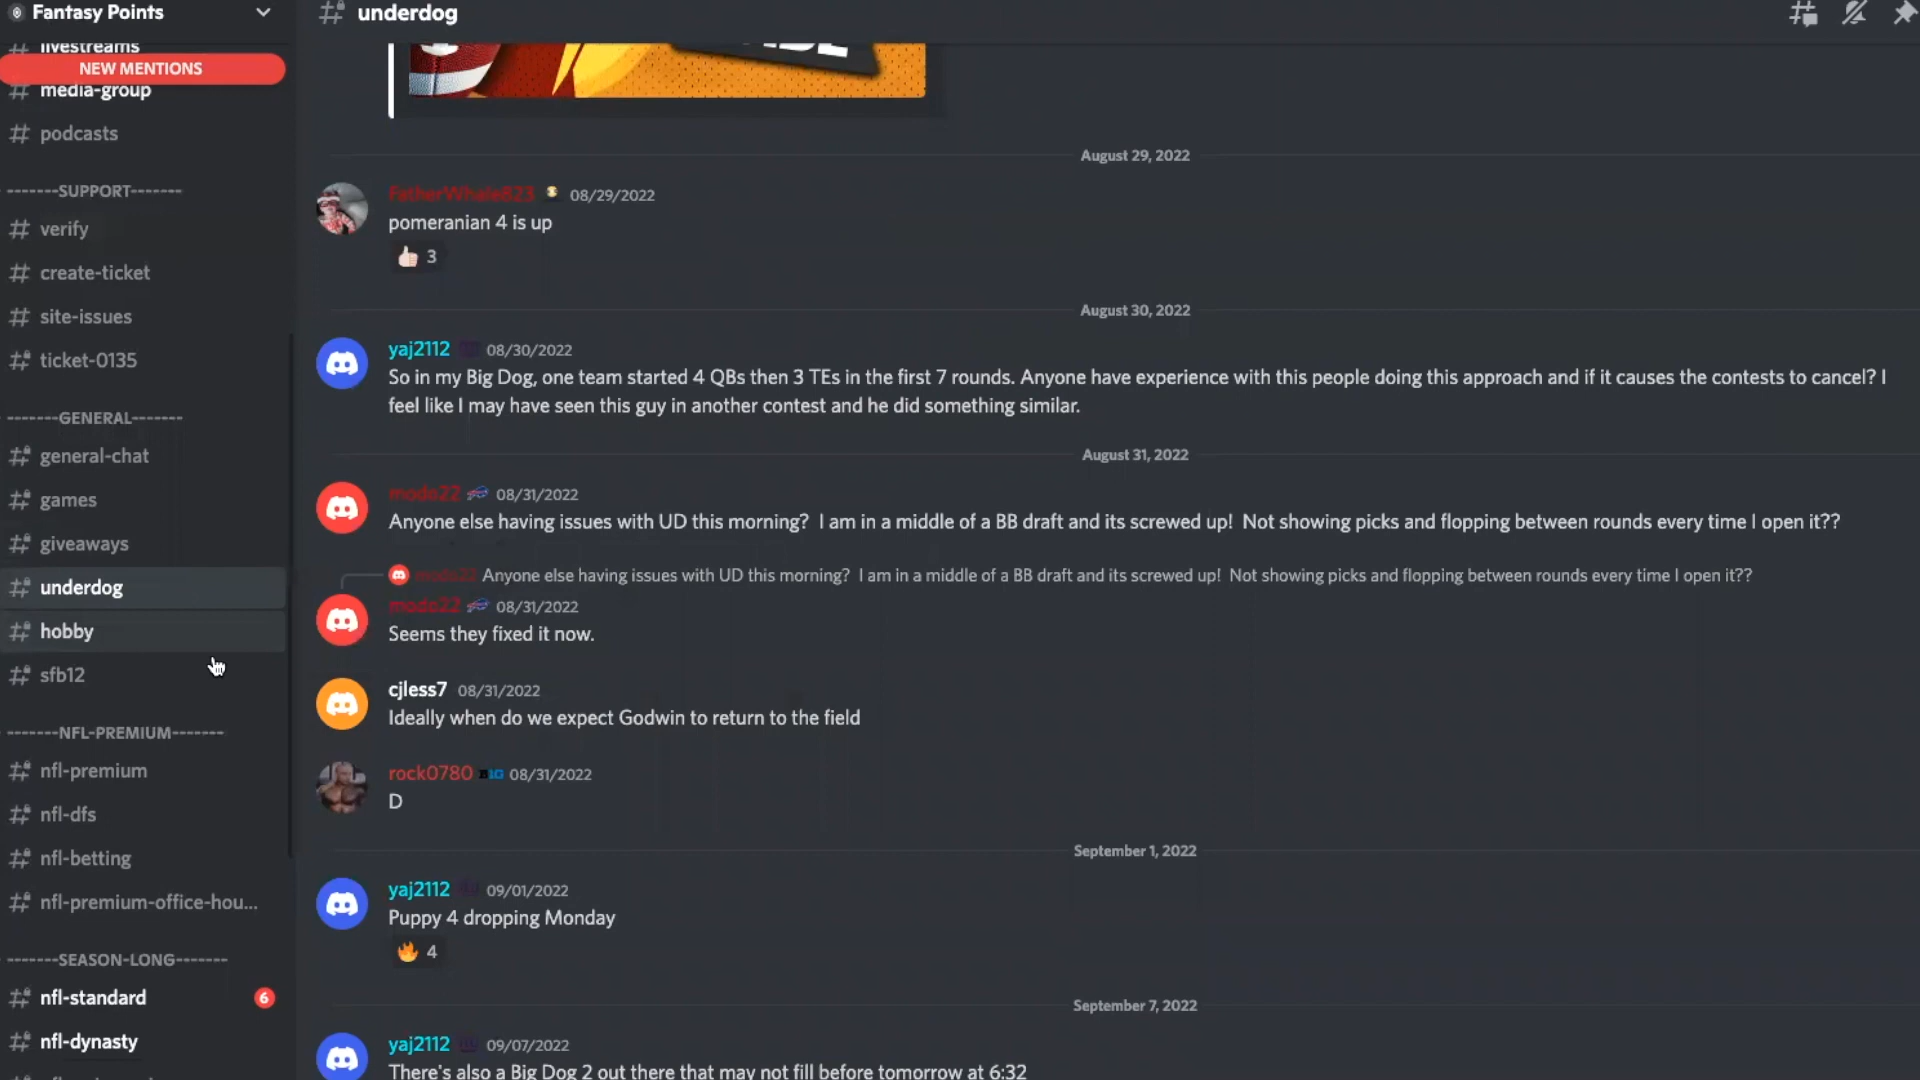 Fantasy Points
livestreams
NEW MENTIONS
media-group
podcasts
-------SUPPORT-------
verify
create-ticket
site-issues
ticket-0135
-------GENERAL-------
general-chat
games
giveaways
underdog
hobby
sfb12
-------NFL-PREMIUM-------
nfl-premium
nfl-dfs
nfl-betting
nfl-premium-office-hou...
-------SEASON-LONG-------
nfl-standard 6
nfl-dynasty
underdog
August 29, 2022
FatherWhale823 08/29/2022
pomeranian 4 is up
3
August 30, 2022
yaj2112 08/30/2022
So in my Big Dog, one team started 4 QBs then 3 TEs in the first 7 rounds. Anyone have experience with this people doing this approach and if it causes the contests to cancel? I
feel like I may have seen this guy in another contest and he did something similar.
August 31, 2022
modo22 08/31/2022
Anyone else having issues with UD this morning? I am in a middle of a BB draft and its screwed up! Not showing picks and flopping between rounds every time I open it??
modo22 Anyone else having issues with UD this morning? I am in a middle of a BB draft and its screwed up! Not showing picks and flopping between rounds every time I open it??
modo22 08/31/2022
Seems they fixed it now.
cjless7 08/31/2022
Ideally when do we expect Godwin to return to the field
rock0780 B1G 08/31/2022
D
September 1, 2022
yaj2112 09/01/2022
Puppy 4 dropping Monday
4
September 7, 2022
yaj2112 09/07/2022
There's also a Big Dog 2 out there that may not fill before tomorrow at 6:32